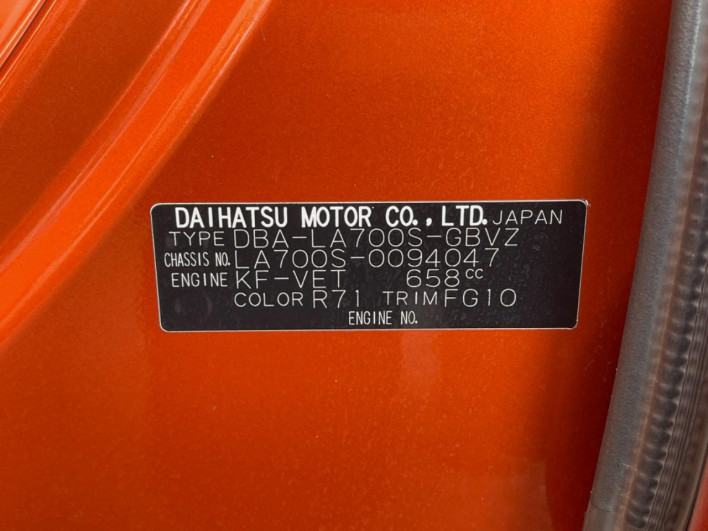 DAIHATSU MOTOR CO.,LTD. JAPAN
TYPE DBA-LA700S-GBVZ
CHASSIS NO. LA700S-0094047
ENGINE KF-VET 658cc
COLOR R71 TRIM FG10
ENGINE NO.